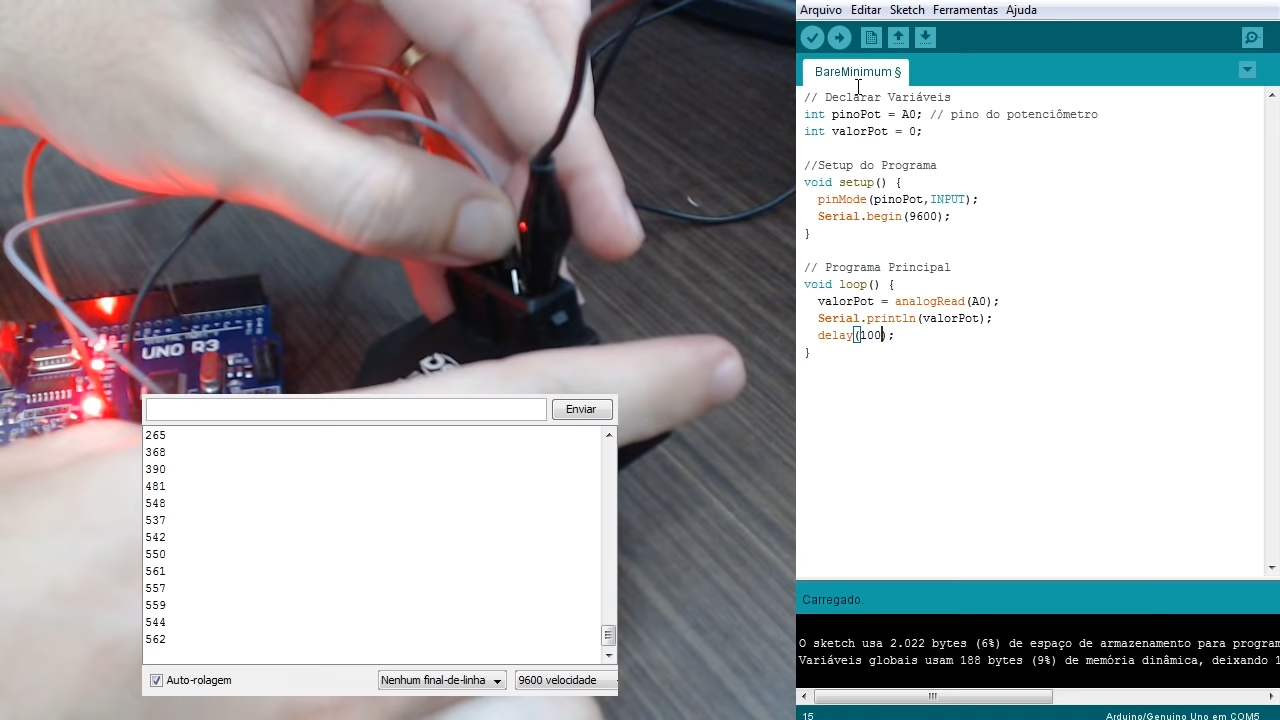 Arquivo Editar Sketch Ferramentas Ajuda
BareMinimum §
// Declarar Variáveis
int pinoPot = A0; // pino do potenciômetro
int valorPot = 0;
//Setup do Programa
void setup() {
pinMode(pinoPot,INPUT);
Serial.begin(9600);
}
// Programa Principal
void loop() {
valorPot = analogRead(A0);
Serial.println(valorPot);
delay(100);
}
Carregado.
O sketch usa 2.022 bytes (6%) de espaço de armazenamento para program
Variáveis globais usam 188 bytes (9%) de memória dinâmica, deixando 1
15
Arduino/Genuino Uno em COM5
UNO R3
Enviar
265
368
390
481
548
537
542
550
561
557
559
544
562
Auto-rolagem
Nenhum final-de-linha
9600 velocidade